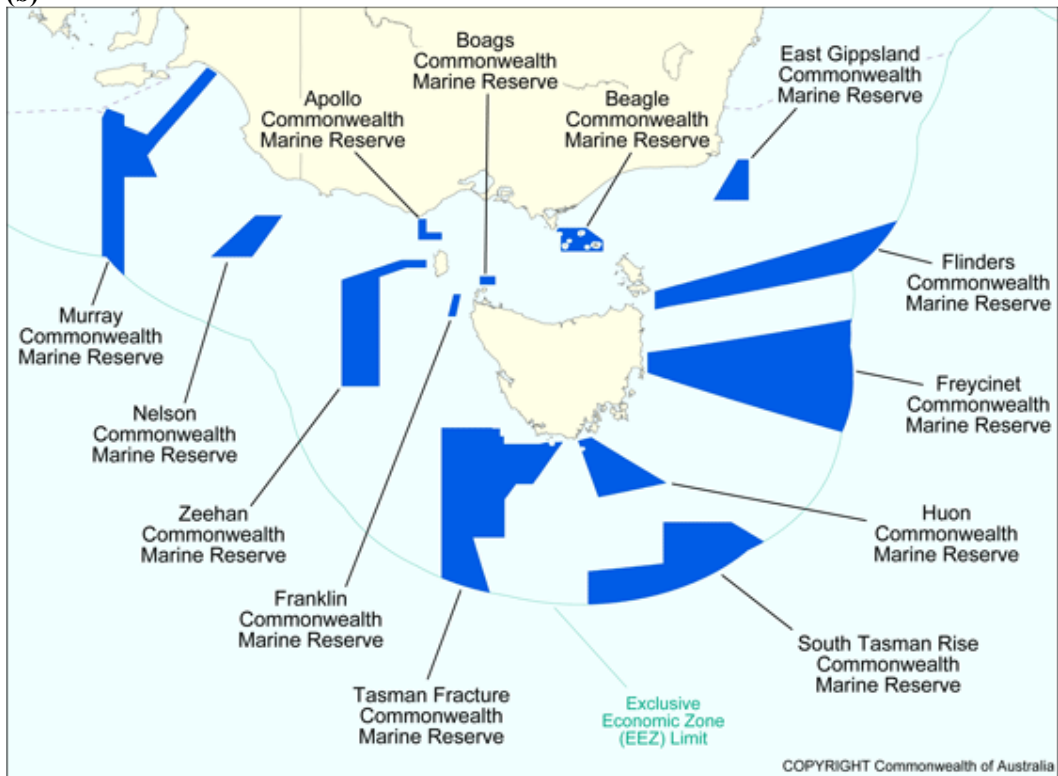 (b)
Boags
Commonwealth
Marine Reserve
East Gippsland
Commonwealth
Marine Reserve
Apollo
Commonwealth
Marine Reserve
Beagle
Commonwealth
Marine Reserve
Flinders
Commonwealth
Marine Reserve
Murray
Commonwealth
Marine Reserve
Freycinet
Commonwealth
Marine Reserve
Nelson
Commonwealth
Marine Reserve
Zeehan
Commonwealth
Marine Reserve
Huon
Commonwealth
Marine Reserve
Franklin
Commonwealth
Marine Reserve
South Tasman Rise
Commonwealth
Marine Reserve
Tasman Fracture
Commonwealth
Marine Reserve
Exclusive
Economic Zone
(EEZ) Limit
COPYRIGHT Commonwealth of Australia